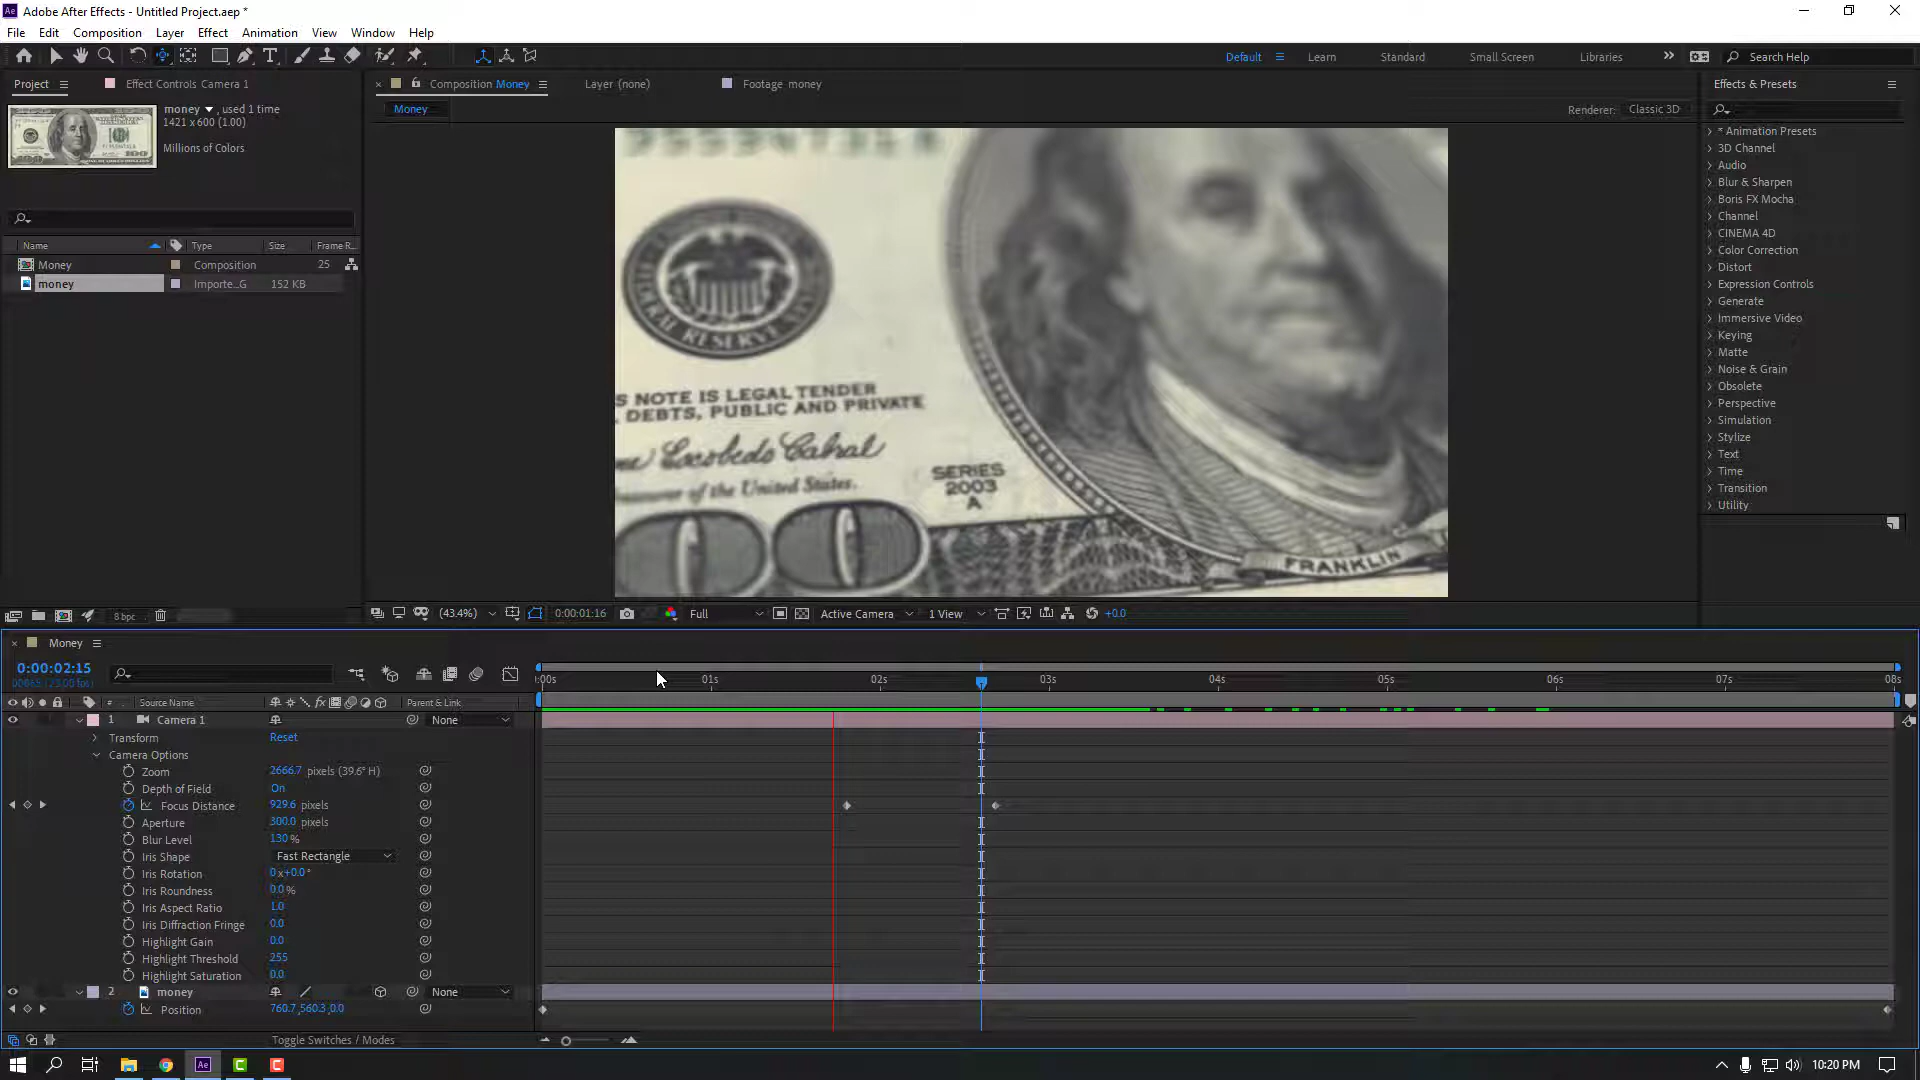 Adobe After Effects - Untitled Project.aep *
File Edit Composition Layer Effect Animation View Window Help
Default Learn Standard Small Screen Libraries Search Help
Project Effect Controls Camera 1
money , used 1 time
1421 x 600 (1.00)
Millions of Colors
Name Type Size Frame R...
Money Composition 25
money Importe...G 152 KB
8 bpc
Composition Money Layer (none) Footage money
Money
Renderer: Classic 3D
FEDERAL RESERVE
S NOTE IS LEGAL TENDER
DEBTS, PUBLIC AND PRIVATE
Escobedo Cabral
of the United States.
SERIES
2003
A
FRANKLIN
(43.4%) 0:00:01:16 Full Active Camera 1 View +0.0
Effects & Presets
* Animation Presets
3D Channel
Audio
Blur & Sharpen
Boris FX Mocha
Channel
CINEMA 4D
Color Correction
Distort
Expression Controls
Generate
Immersive Video
Keying
Matte
Noise & Grain
Obsolete
Perspective
Simulation
Stylize
Text
Time
Transition
Utility
Money
0:00:02:15
# Source Name Parent & Link
:00s 01s 02s 03s 04s 05s 06s 07s 08s
1 Camera 1 None
Transform Reset
Camera Options
Zoom 2666.7 pixels (39.6° H)
Depth of Field On
Focus Distance 929.6 pixels
Aperture 300.0 pixels
Blur Level 130 %
Iris Shape Fast Rectangle
Iris Rotation 0 x+0.0 °
Iris Roundness 0.0 %
Iris Aspect Ratio 1.0
Iris Diffraction Fringe 0.0
Highlight Gain 0.0
Highlight Threshold 255
Highlight Saturation 0.0
2 money None
Position 760.7,560.3,0.0
Toggle Switches / Modes
10:20 PM